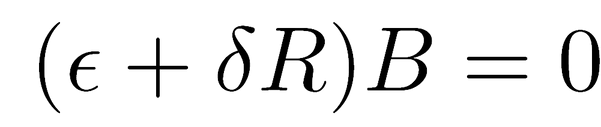 (ϵ + δR)B = 0